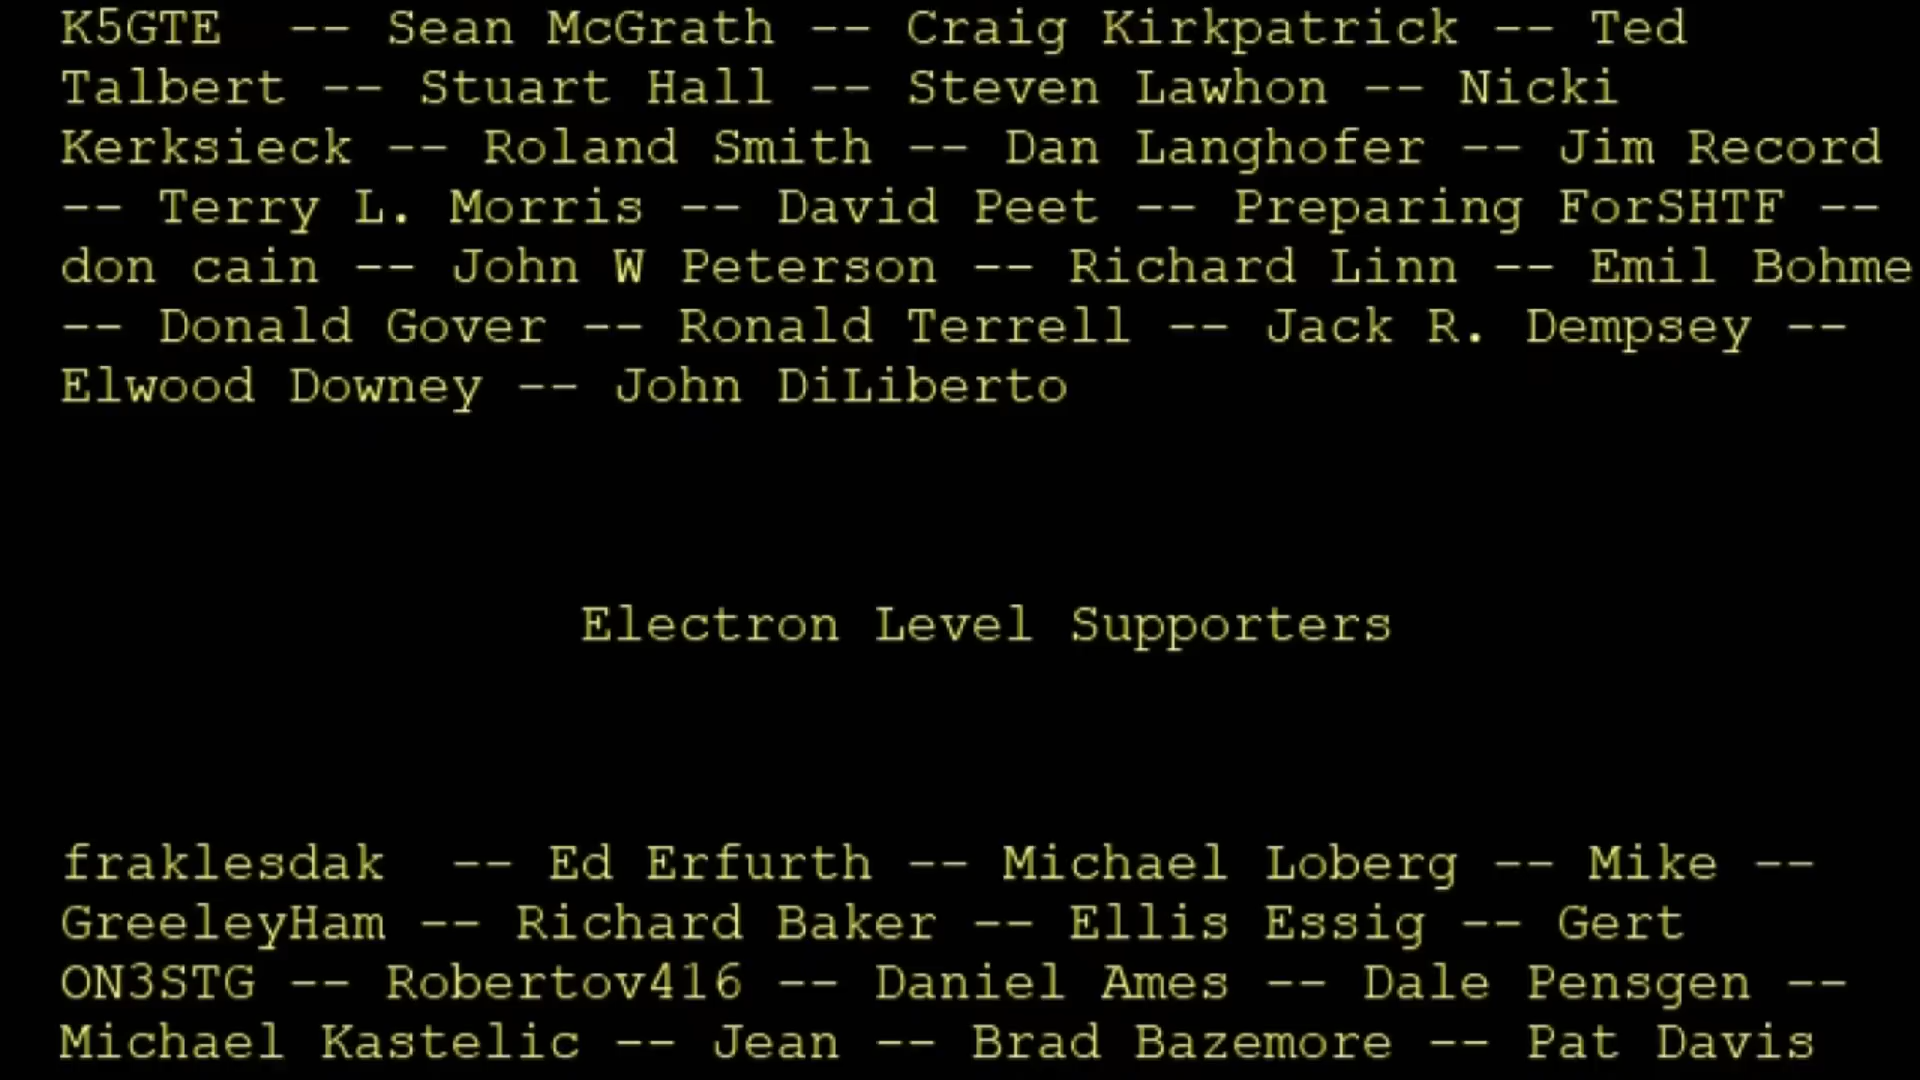 K5GTE  -- Sean McGrath -- Craig Kirkpatrick -- Ted
Talbert -- Stuart Hall -- Steven Lawhon -- Nicki
Kerksieck -- Roland Smith -- Dan Langhofer -- Jim Record
-- Terry L. Morris -- David Peet -- Preparing ForSHTF --
don cain -- John W Peterson -- Richard Linn -- Emil Bohme
-- Donald Gover -- Ronald Terrell -- Jack R. Dempsey --
Elwood Downey -- John DiLiberto
Electron Level Supporters
fraklesdak  -- Ed Erfurth -- Michael Loberg -- Mike --
GreeleyHam -- Richard Baker -- Ellis Essig -- Gert
ON3STG -- Robertov416 -- Daniel Ames -- Dale Pensgen --
Michael Kastelic -- Jean -- Brad Bazemore -- Pat Davis